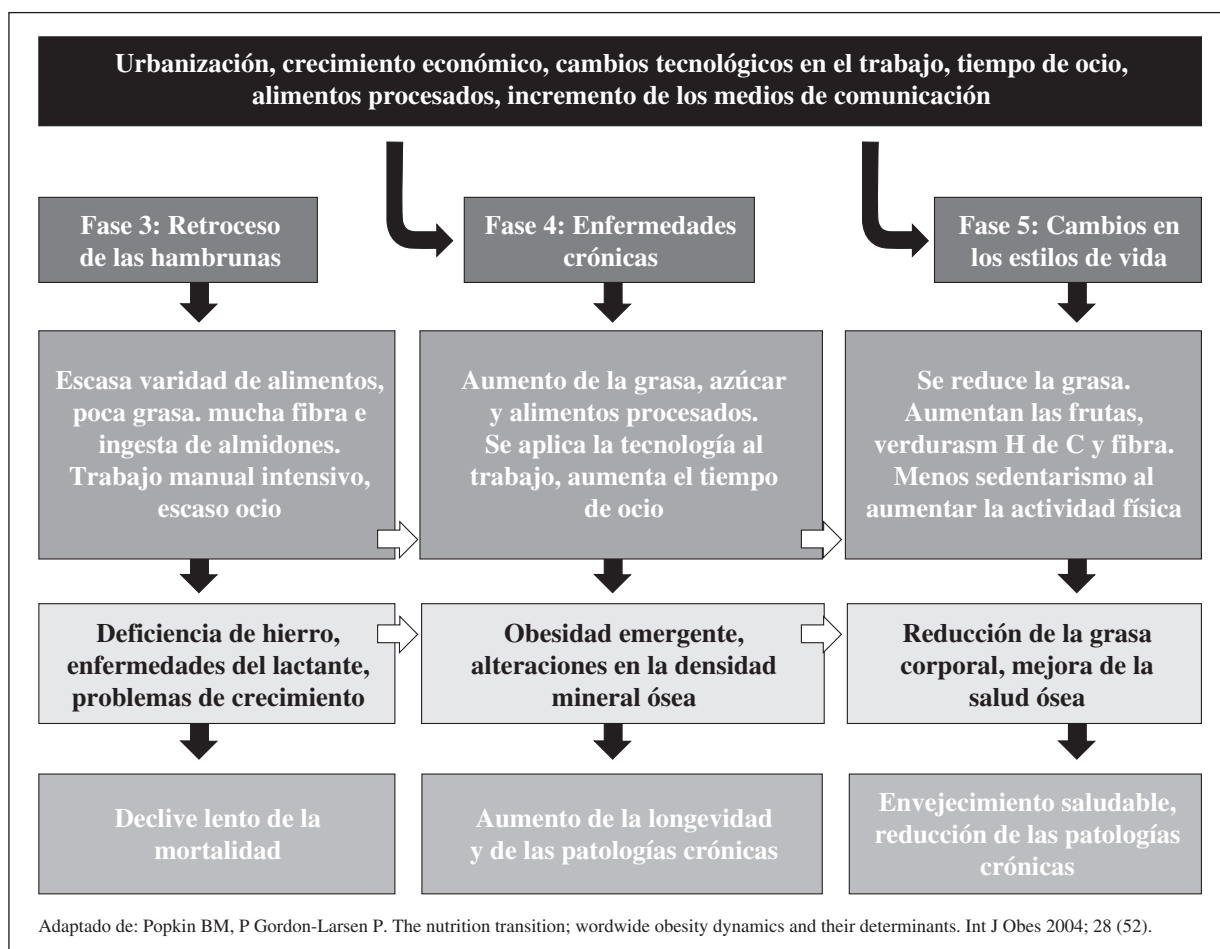 Urbanización, crecimiento económico, cambios tecnológicos en el trabajo, tiempo de ocio,
alimentos procesados, incremento de los medios de comunicación
Fase 3: Retroceso
de las hambrunas
Fase 4: Enfermedades
crónicas
Fase 5: Cambios en
los estilos de vida
Escasa varidad de alimentos,
poca grasa. mucha fibra e
ingesta de almidones.
Trabajo manual intensivo,
escaso ocio
Aumento de la grasa, azúcar
y alimentos procesados.
Se aplica la tecnología al
trabajo, aumenta el tiempo
de ocio
Se reduce la grasa.
Aumentan las frutas,
verdurasm H de C y fibra.
Menos sedentarismo al
aumentar la actividad física
Deficiencia de hierro,
enfermedades del lactante,
problemas de crecimiento
Obesidad emergente,
alteraciones en la densidad
mineral ósea
Reducción de la grasa
corporal, mejora de la
salud ósea
Declive lento de la
mortalidad
Aumento de la longevidad
y de las patologías crónicas
Envejecimiento saludable,
reducción de las patologías
crónicas
Adaptado de: Popkin BM, P Gordon-Larsen P. The nutrition transition; wordwide obesity dynamics and their determinants. Int J Obes 2004; 28 (52).